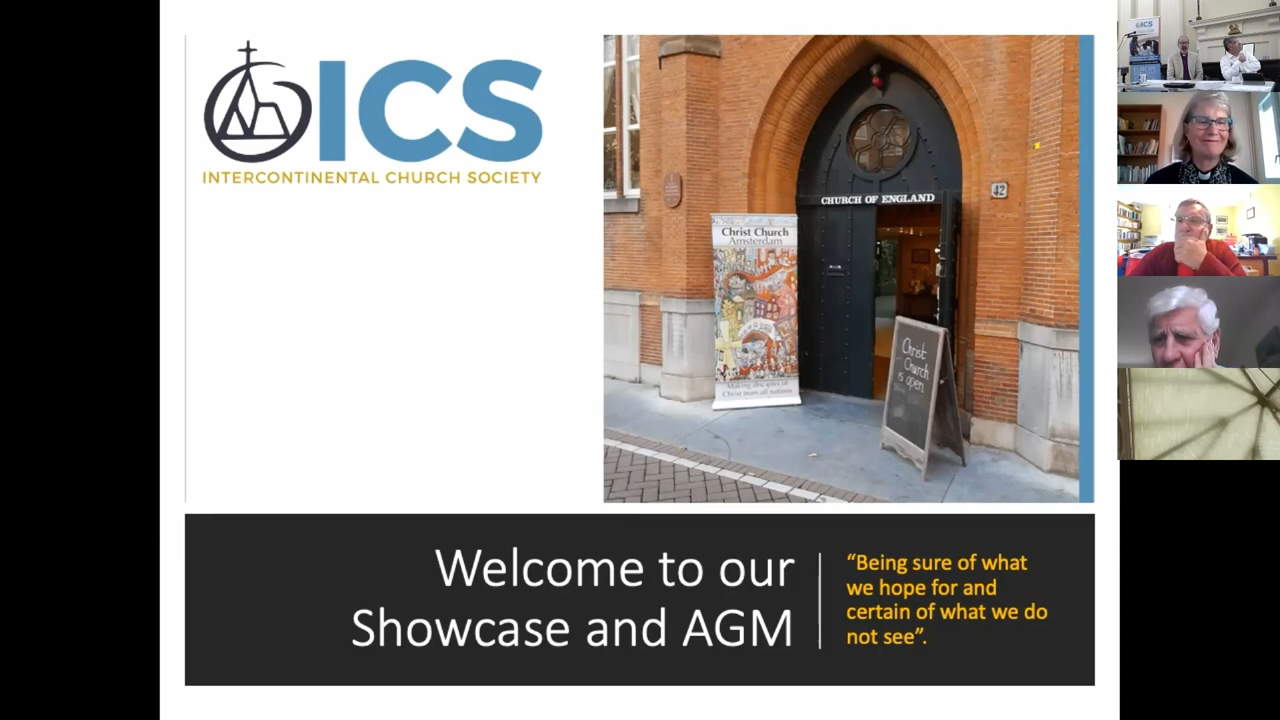 ICS
INTERCONTINENTAL CHURCH SOCIETY
CHURCH OF ENGLAND
42
Christ Church
Amsterdam
Making disciples of
Christ from all nations
Christ
Church
is open
Welcome to our
Showcase and AGM
“Being sure of what
we hope for and
certain of what we do
not see”.
ICS